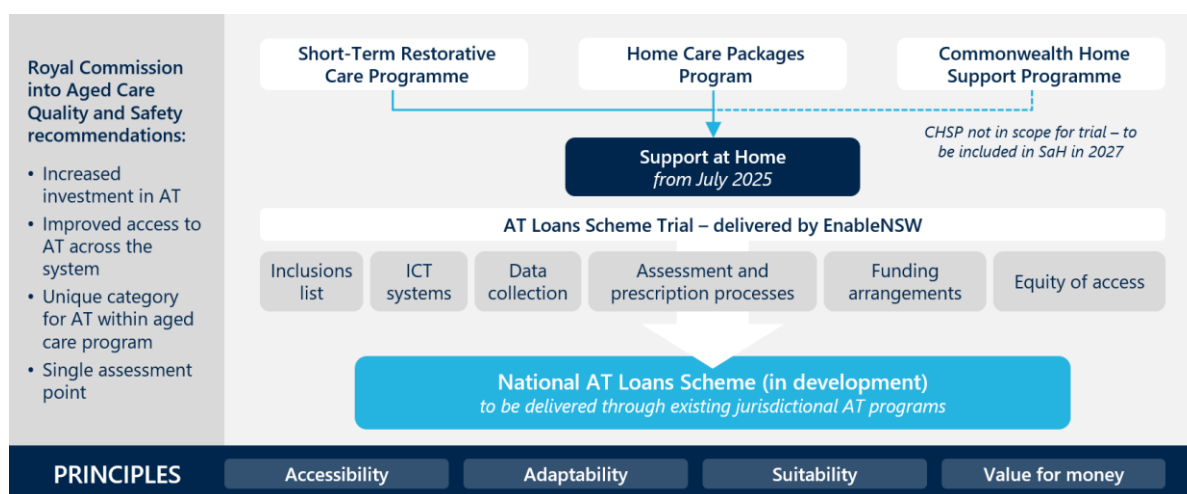 Royal Commission
into Aged Care
Quality and Safety
recommendations:
• Increased
investment in AT
• Improved access to
AT across the
system
• Unique category
for AT within aged
care program
• Single assessment
point
Short-Term Restorative
Care Programme
Home Care Packages
Program
Commonwealth Home
Support Programme
CHSP not in scope for trial – to
be included in SaH in 2027
Support at Home
from July 2025
AT Loans Scheme Trial – delivered by EnableNSW
Inclusions
list
ICT
systems
Data
collection
Assessment and
prescription processes
Funding
arrangements
Equity of access
National AT Loans Scheme (in development)
to be delivered through existing jurisdictional AT programs
PRINCIPLES
Accessibility
Adaptability
Suitability
Value for money